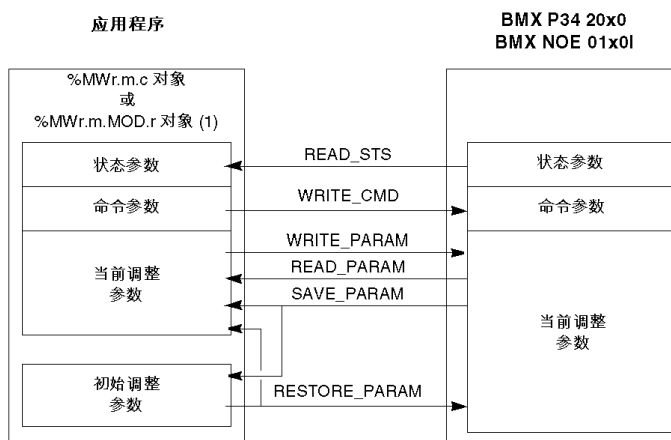 应用程序
BMX P34 20x0
BMX NOE 01x0I
%MWr.m.c 对象
或
%MWr.m.MOD.r 对象 (1)
状态参数
READ_STS
状态参数
命令参数
WRITE_CMD
命令参数
WRITE_PARAM
READ_PARAM
当前调整
参数
SAVE_PARAM
当前调整
参数
初始调整
参数
RESTORE_PARAM